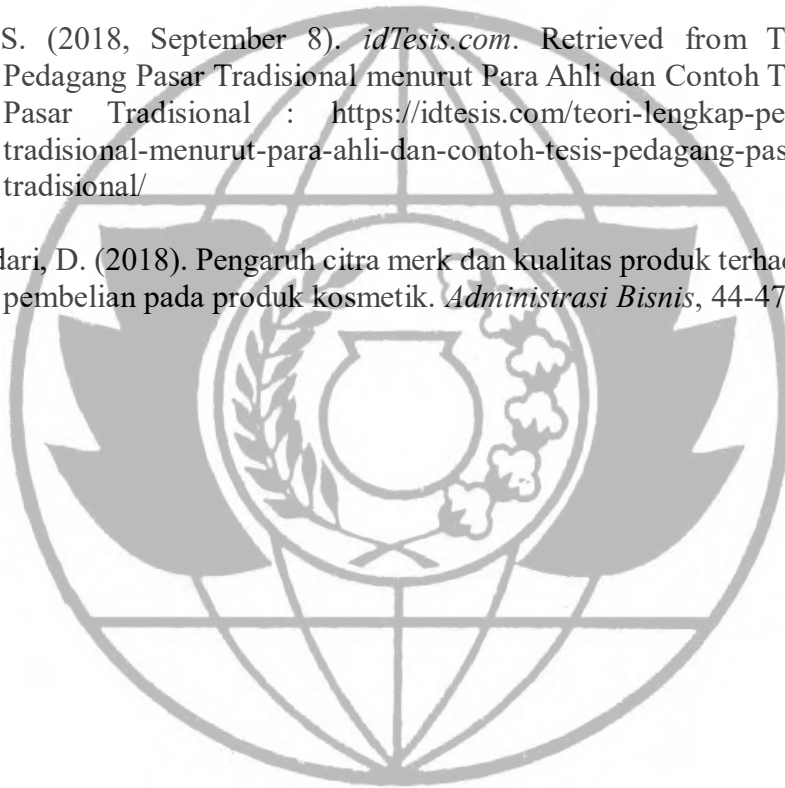 S. (2018, September 8). idTesis.com. Retrieved from T
Pedagang Pasar Tradisional menurut Para Ahli dan Contoh T
Pasar Tradisional : https://idtesis.com/teori-lengkap-pe
tradisional-menurut-para-ahli-dan-contoh-tesis-pedagang-pas
tradisional/
dari, D. (2018). Pengaruh citra merk dan kualitas produk terha
pembelian pada produk kosmetik. Administrasi Bisnis, 44-47